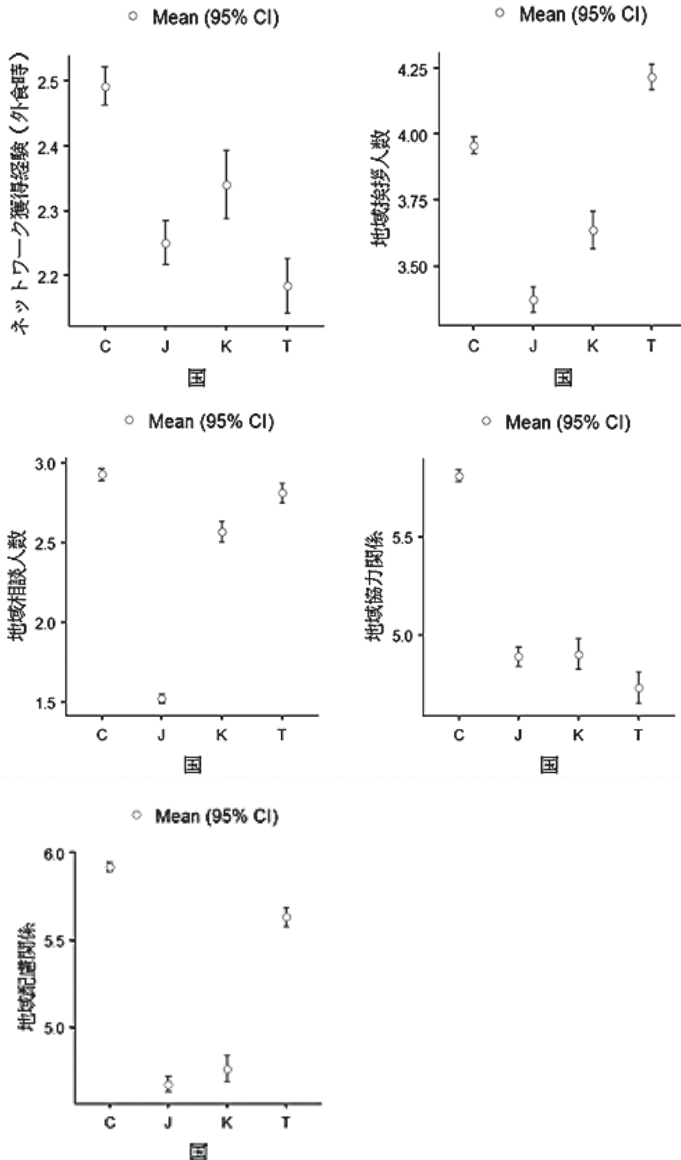 Mean (95% CI)
ネットワーク獲得経験(外食時)
2.5
2.4
2.3
2.2
C J K T
国
Mean (95% CI)
地域挨拶人数
4.25
4.00
3.75
3.50
C J K T
国
Mean (95% CI)
地域相談人数
3.0
2.5
2.0
1.5
C J K T
国
Mean (95% CI)
地域協力関係
5.5
5.0
C J K T
国
Mean (95% CI)
地域配慮関係
6.0
5.5
5.0
C J K T
国